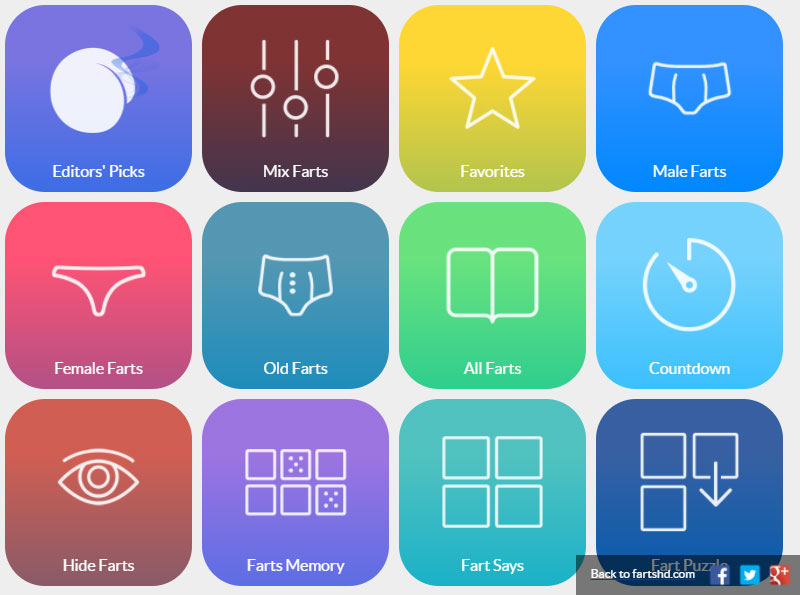 Editors' Picks
Mix Farts
Favorites
Male Farts
Female Farts
Old Farts
All Farts
Countdown
Hide Farts
Farts Memory
Fart Says
Fart Puzzle
Back to fartshd.com